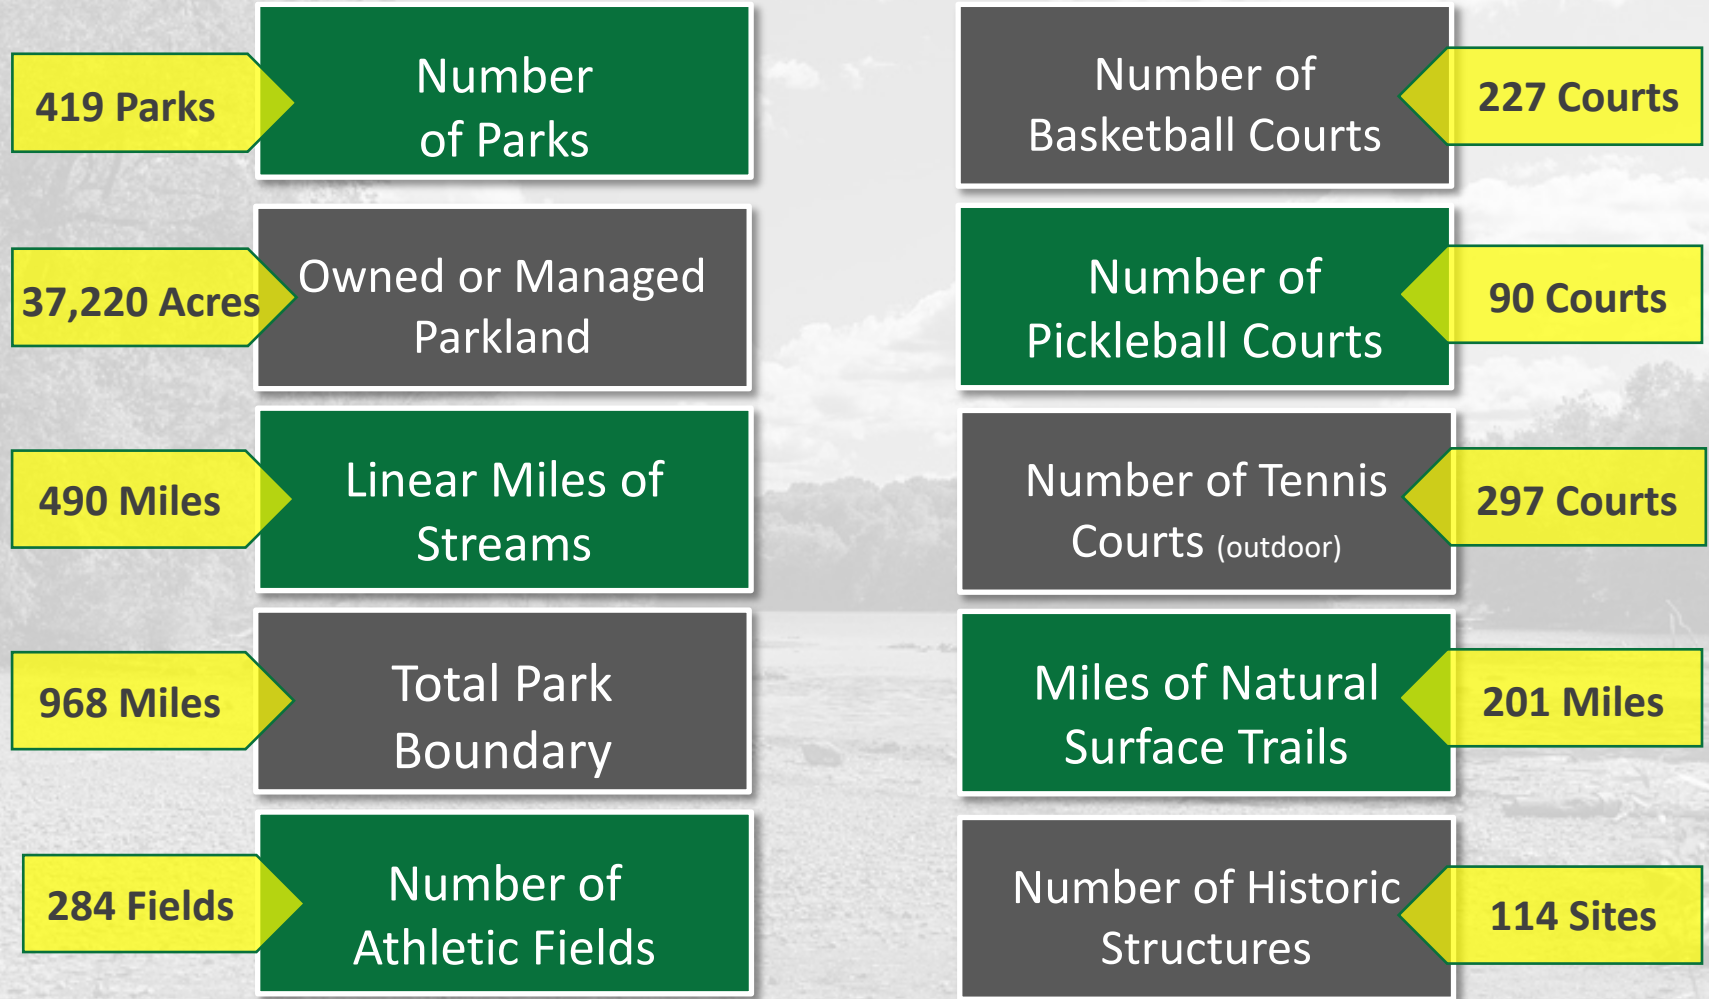 419 Parks
Number
of Parks
37,220 Acres
Owned or Managed
Parkland
490 Miles
Linear Miles of
Streams
968 Miles
Total Park
Boundary
284 Fields
Number of
Athletic Fields
Number of
Basketball Courts
227 Courts
Number of
Pickleball Courts
90 Courts
Number of Tennis
Courts (outdoor)
297 Courts
Miles of Natural
Surface Trails
201 Miles
Number of Historic
Structures
114 Sites